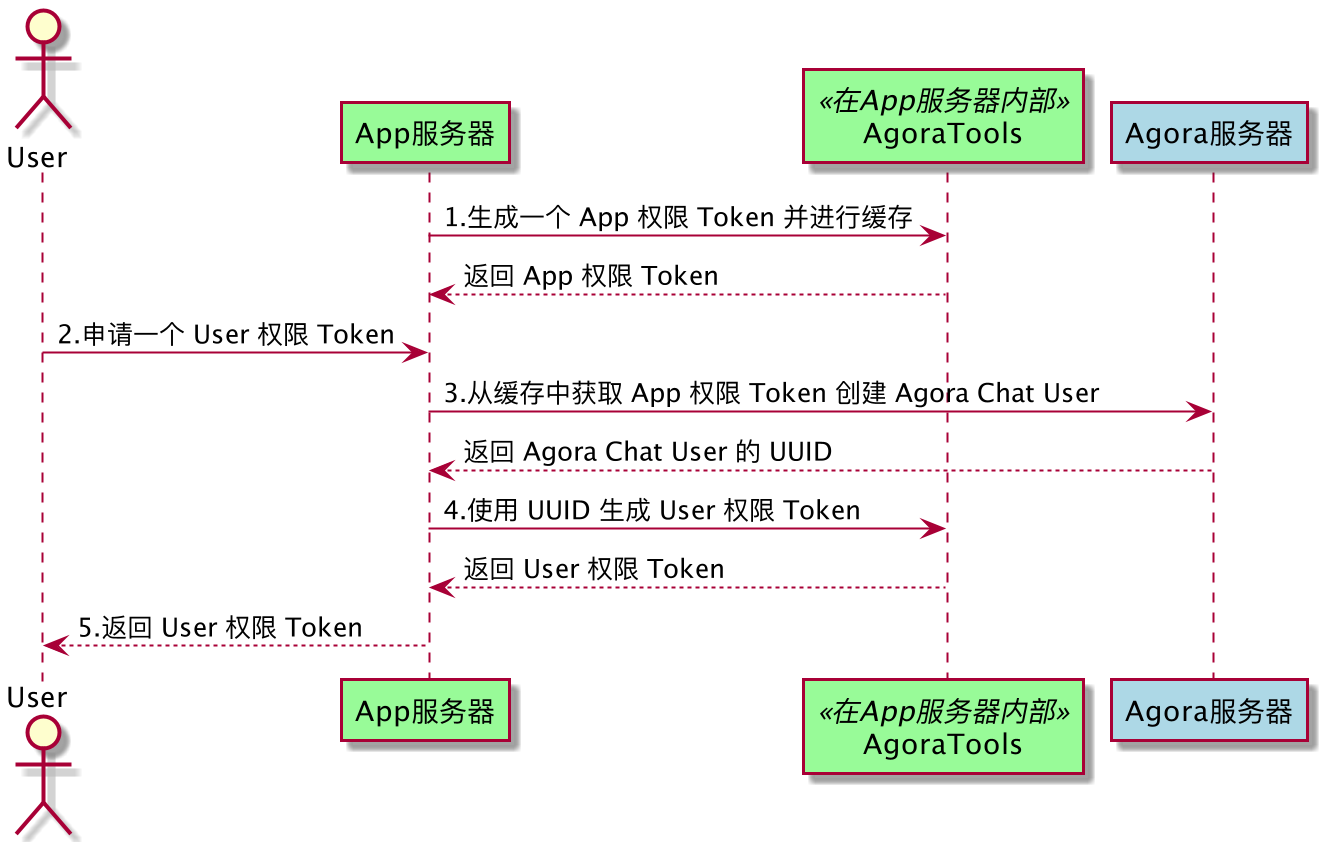 User
App服务器
«在App服务器内部»
AgoraTools
Agora服务器
1.生成一个 App 权限 Token 并进行缓存
返回 App 权限 Token
2.申请一个 User 权限 Token
3.从缓存中获取 App 权限 Token 创建 Agora Chat User
返回 Agora Chat User 的 UUID
4.使用 UUID 生成 User 权限 Token
返回 User 权限 Token
5.返回 User 权限 Token
User
App服务器
«在App服务器内部»
AgoraTools
Agora服务器